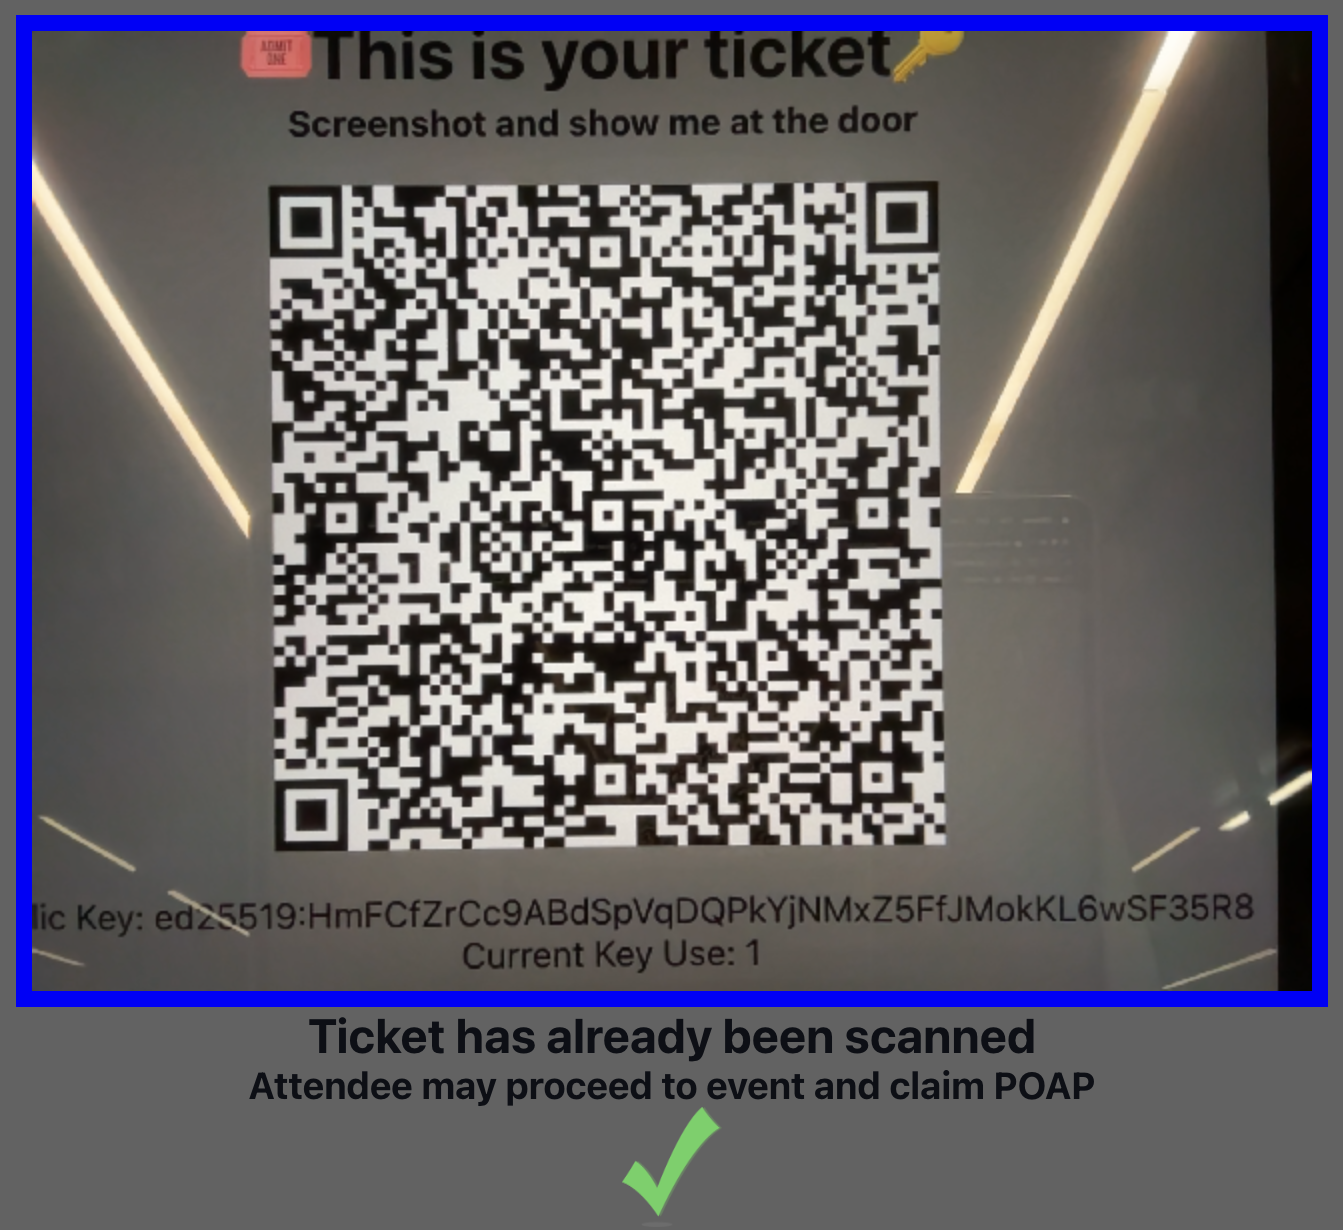 ADMIT
ONE
This is your ticket
Screenshot and show me at the door
lic Key: ed25519:HmFCfZrCc9ABdSpVqDQPkYjNMxZ5FfJMokKL6wSF35R8
Current Key Use: 1
Ticket has already been scanned
Attendee may proceed to event and claim POAP